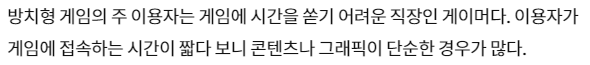 방치형 게임의 주 이용자는 게임에 시간을 쏟기 어려운 직장인 게이머다. 이용자가
게임에 접속하는 시간이 짧다 보니 콘텐츠나 그래픽이 단순한 경우가 많다.